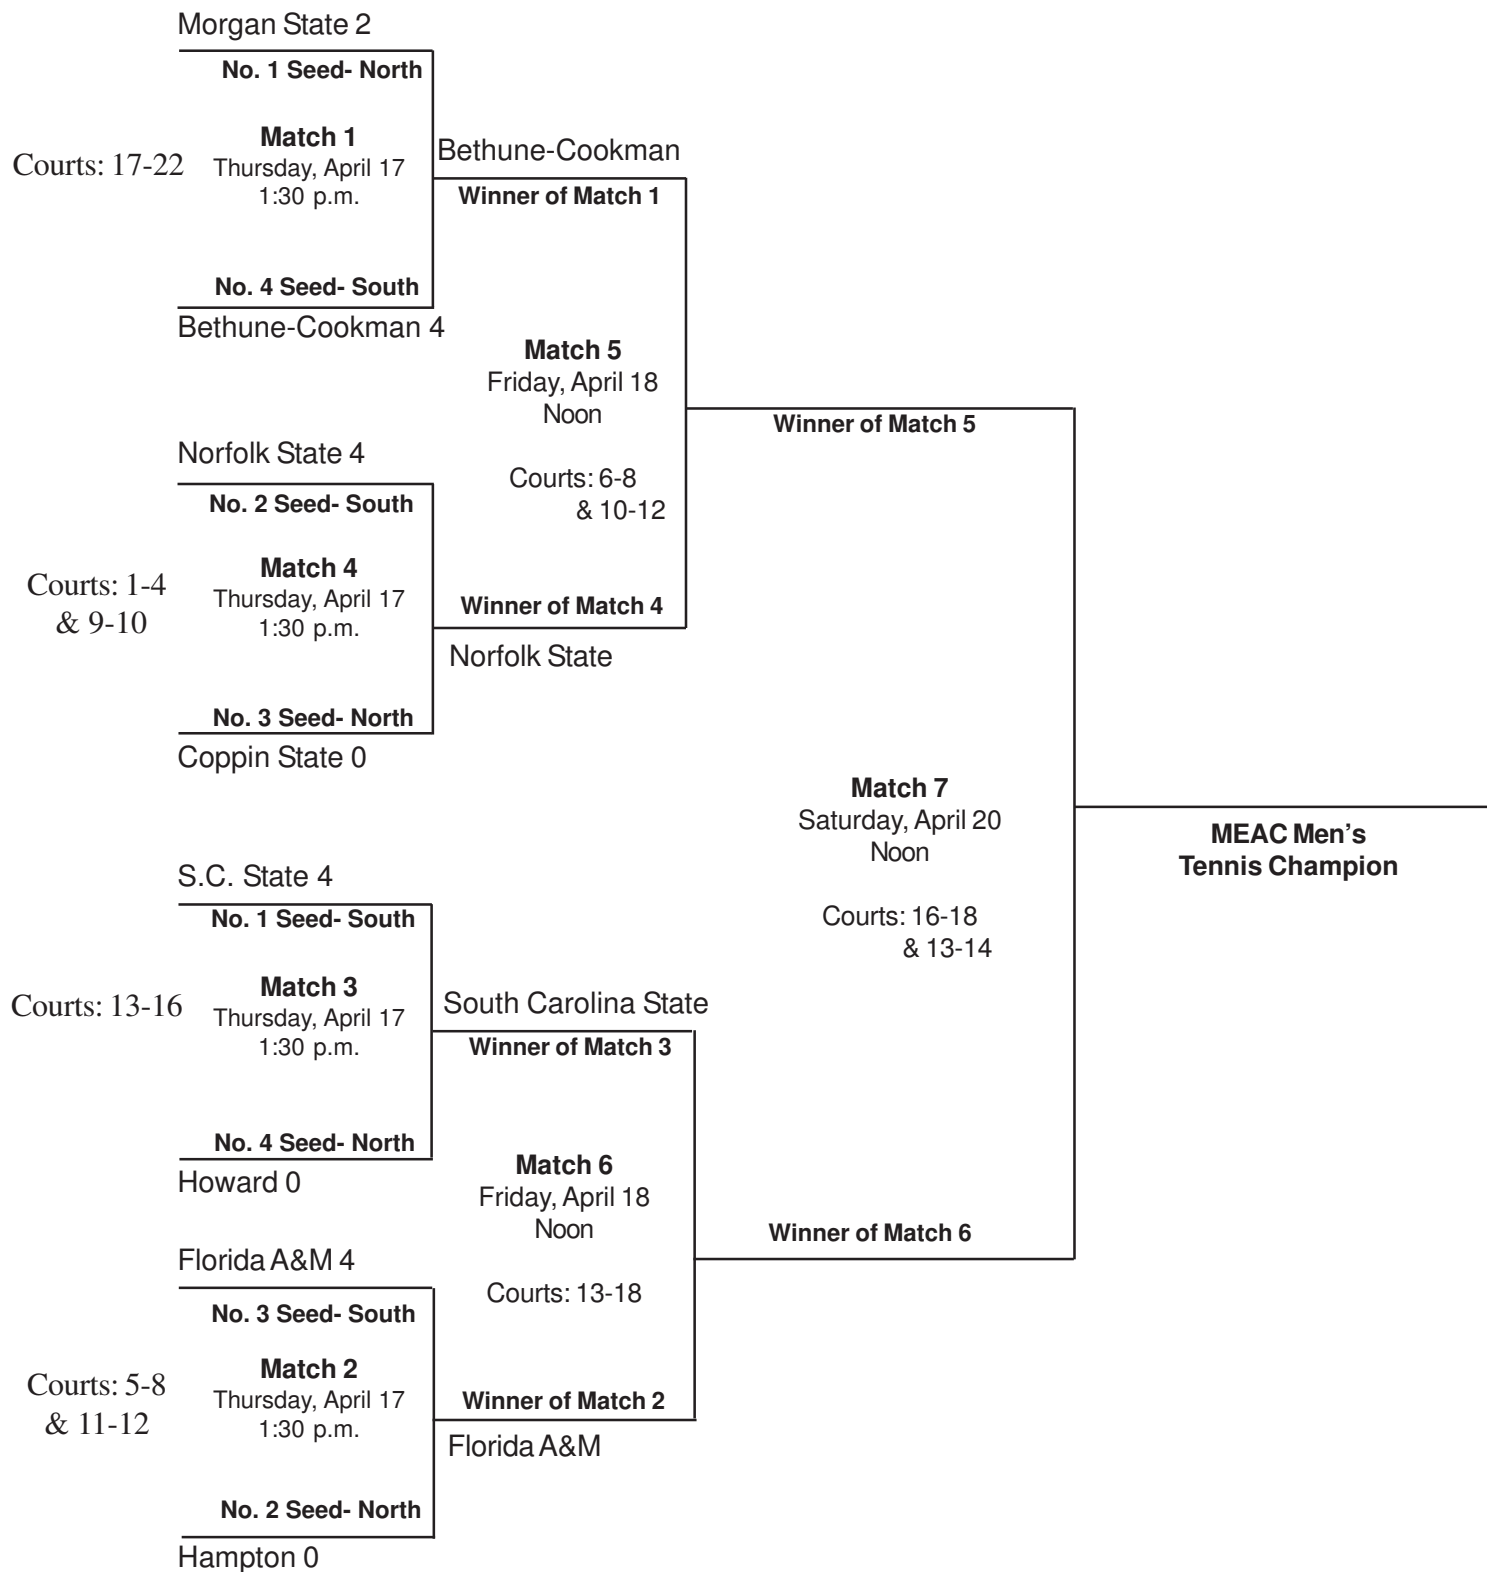 Morgan State 2
No. 1 Seed- North
Match 1
Thursday, April 17
1:30 p.m.
Courts: 17-22
No. 4 Seed- South
Bethune-Cookman 4
Bethune-Cookman
Winner of Match 1
Match 5
Friday, April 18
Noon
Courts: 6-8
& 10-12
Norfolk State 4
No. 2 Seed- South
Match 4
Thursday, April 17
1:30 p.m.
Courts: 1-4
& 9-10
No. 3 Seed- North
Coppin State 0
Winner of Match 4
Norfolk State
Winner of Match 5
Match 7
Saturday, April 20
Noon
Courts: 16-18
& 13-14
MEAC Men’s
Tennis Champion
S.C. State 4
No. 1 Seed- South
Match 3
Thursday, April 17
1:30 p.m.
Courts: 13-16
No. 4 Seed- North
Howard 0
South Carolina State
Winner of Match 3
Match 6
Friday, April 18
Noon
Courts: 13-18
Winner of Match 6
Florida A&M 4
No. 3 Seed- South
Match 2
Thursday, April 17
1:30 p.m.
Courts: 5-8
& 11-12
No. 2 Seed- North
Hampton 0
Winner of Match 2
Florida A&M